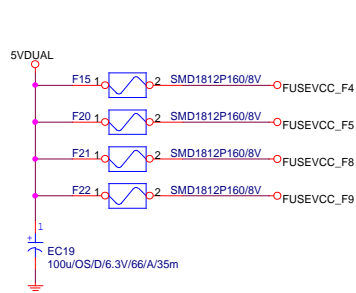 5VDUAL
F15 1 2 SMD1812P160/8V FUSEVCC_F4
F20 1 2 SMD1812P160/8V FUSEVCC_F5
F21 1 2 SMD1812P160/8V FUSEVCC_F8
F22 1 2 SMD1812P160/8V FUSEVCC_F9
1
+
EC19
100u/OS/D/6.3V/66/A/35m